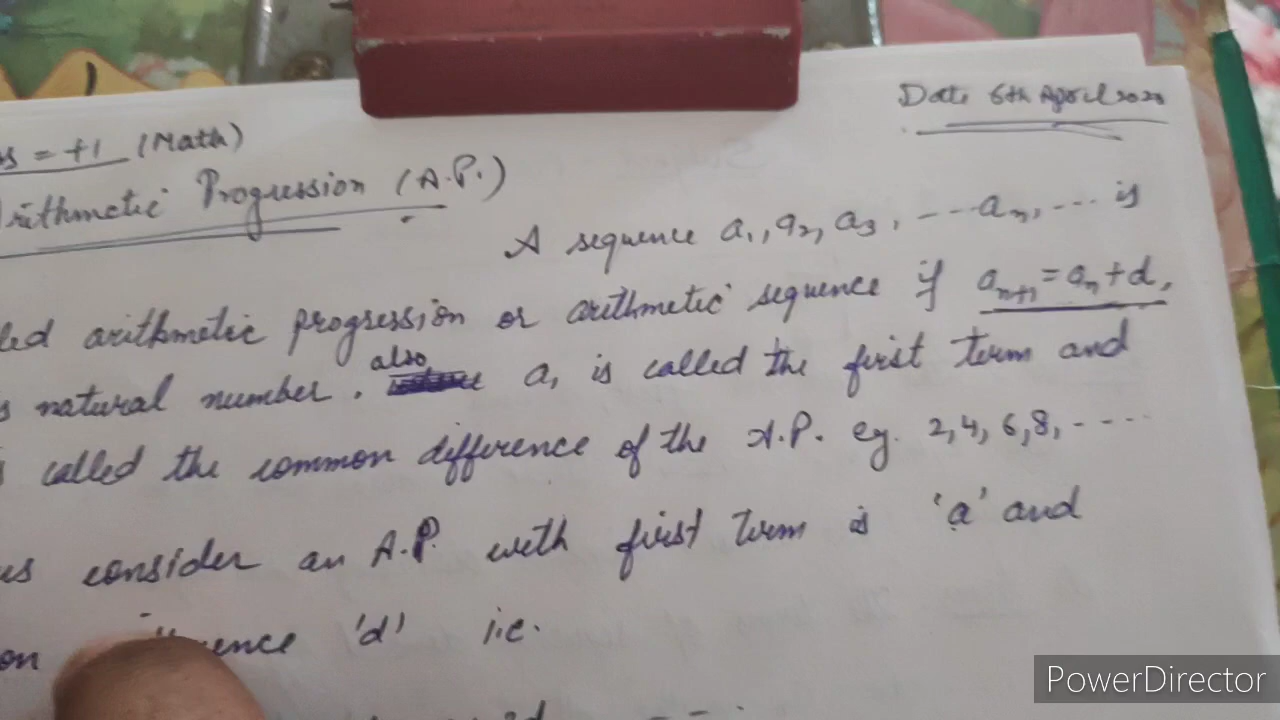 Date 6th April 2020
ss = +1 (Math)
Arithmetic Progression (A.P.)
A sequence a₁, a₂, a₃, ---aₙ, --- is
led arithmetic progression or arithmetic sequence if aₙ₊₁ = aₙ + d,
s natural number. also a₁ is called the first term and
s called the common difference of the A.P. eg. 2, 4, 6, 8, -----
us consider an A.P. with first term is 'a' and
on ence 'd' i.e.
PowerDirector